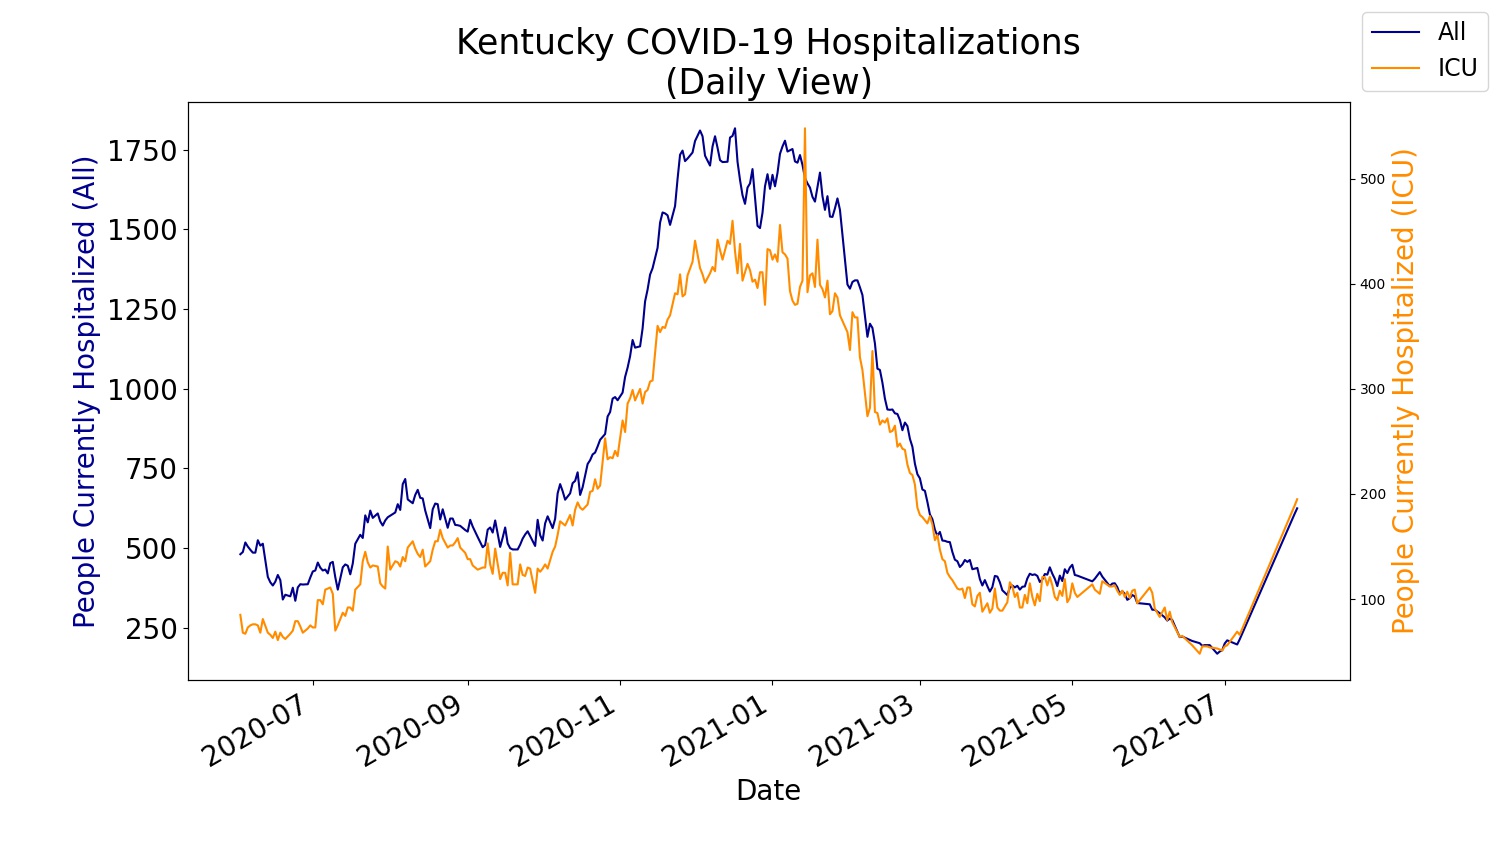 Kentucky COVID-19 Hospitalizations
(Daily View)
All
ICU
People Currently Hospitalized (All)
1750
1500
1250
1000
750
500
250
500
400
300
200
100
People Currently Hospitalized (ICU)
2020-07
2020-09
2020-11
2021-01
2021-03
2021-05
2021-07
Date